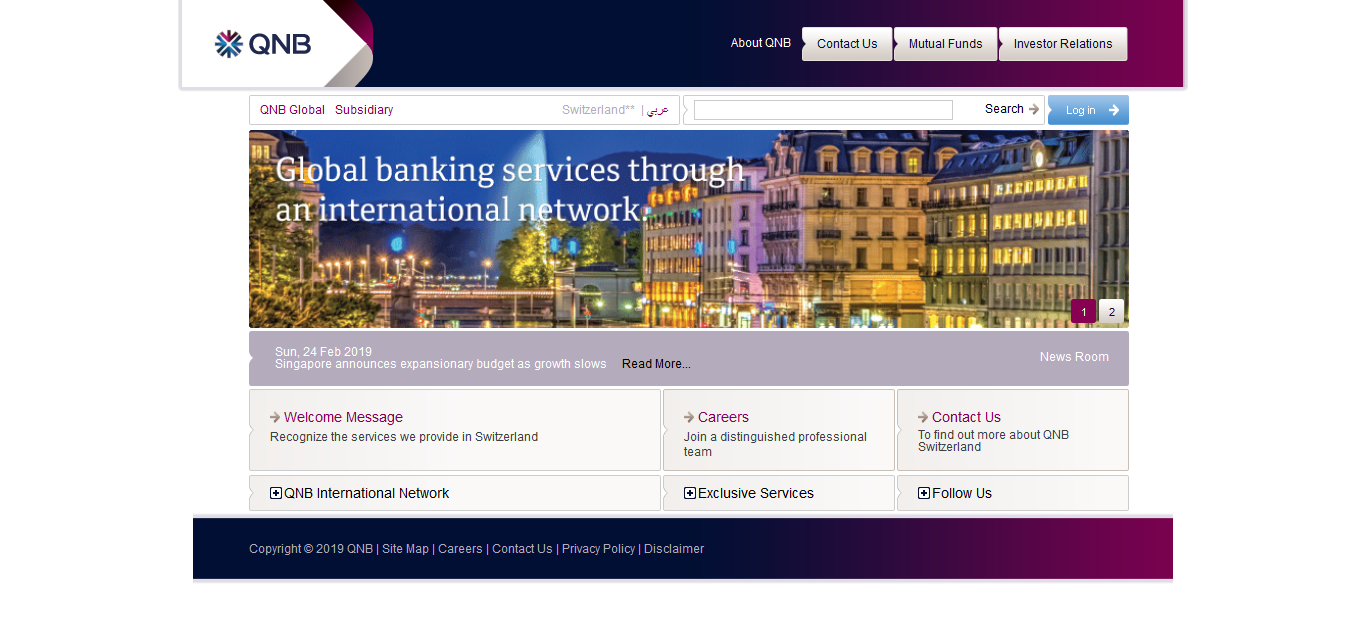 QNB
About QNB
Contact Us
Mutual Funds
Investor Relations
QNB Global Subsidiary
Switzerland** | عربي
Search
Log in
Global banking services through
an international network.
1 2
Sun, 24 Feb 2019
Singapore announces expansionary budget as growth slows Read More...
News Room
Welcome Message
Recognize the services we provide in Switzerland
Careers
Join a distinguished professional
team
Contact Us
To find out more about QNB
Switzerland
QNB International Network
Exclusive Services
Follow Us
Copyright © 2019 QNB | Site Map | Careers | Contact Us | Privacy Policy | Disclaimer